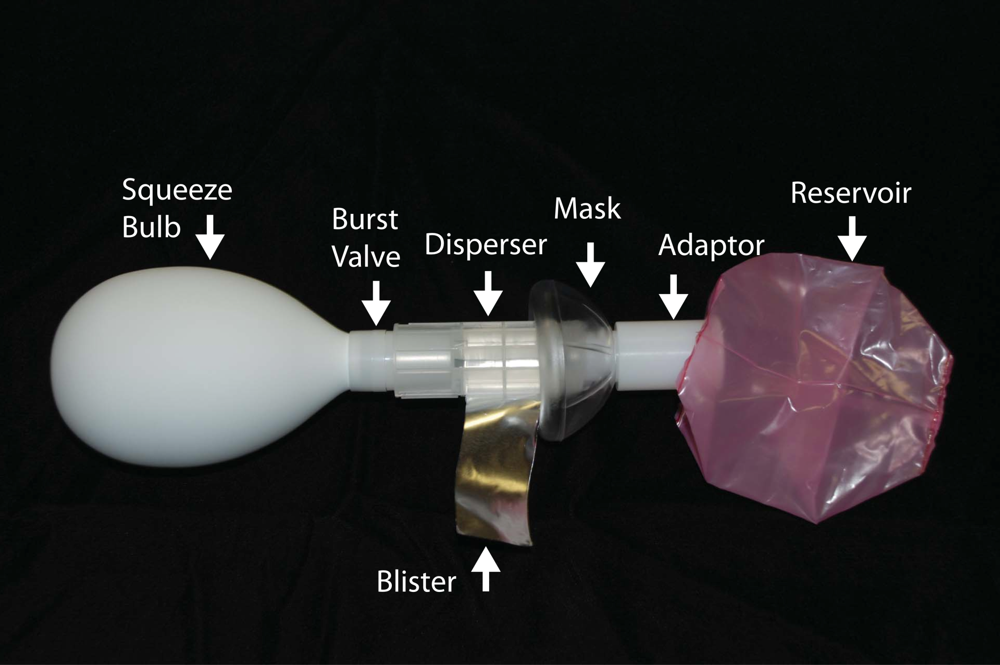 Squeeze
Bulb
Burst
Valve
Disperser
Mask
Adaptor
Reservoir
Blister